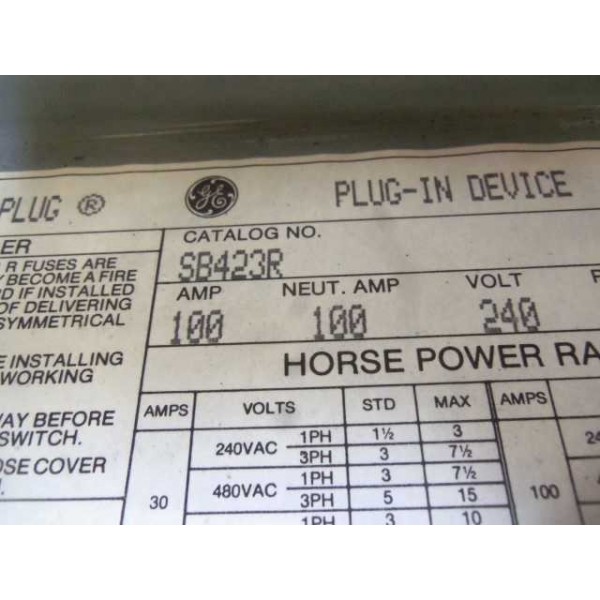 PLUG ®
GE
PLUG-IN DEVICE
ER
R FUSES ARE
BECOME A FIRE
D IF INSTALLED
OF DELIVERING
SYMMETRICAL
E INSTALLING
WORKING
WAY BEFORE
SWITCH.
OSE COVER
CATALOG NO.
SB423R
AMP NEUT. AMP VOLT
100 100 240
HORSE POWER RA
AMPS VOLTS STD MAX AMPS
240VAC 1PH 1½ 3
3PH 3 7½
480VAC 1PH 3 7½
3PH 5 15
30 100
1PH 3 10